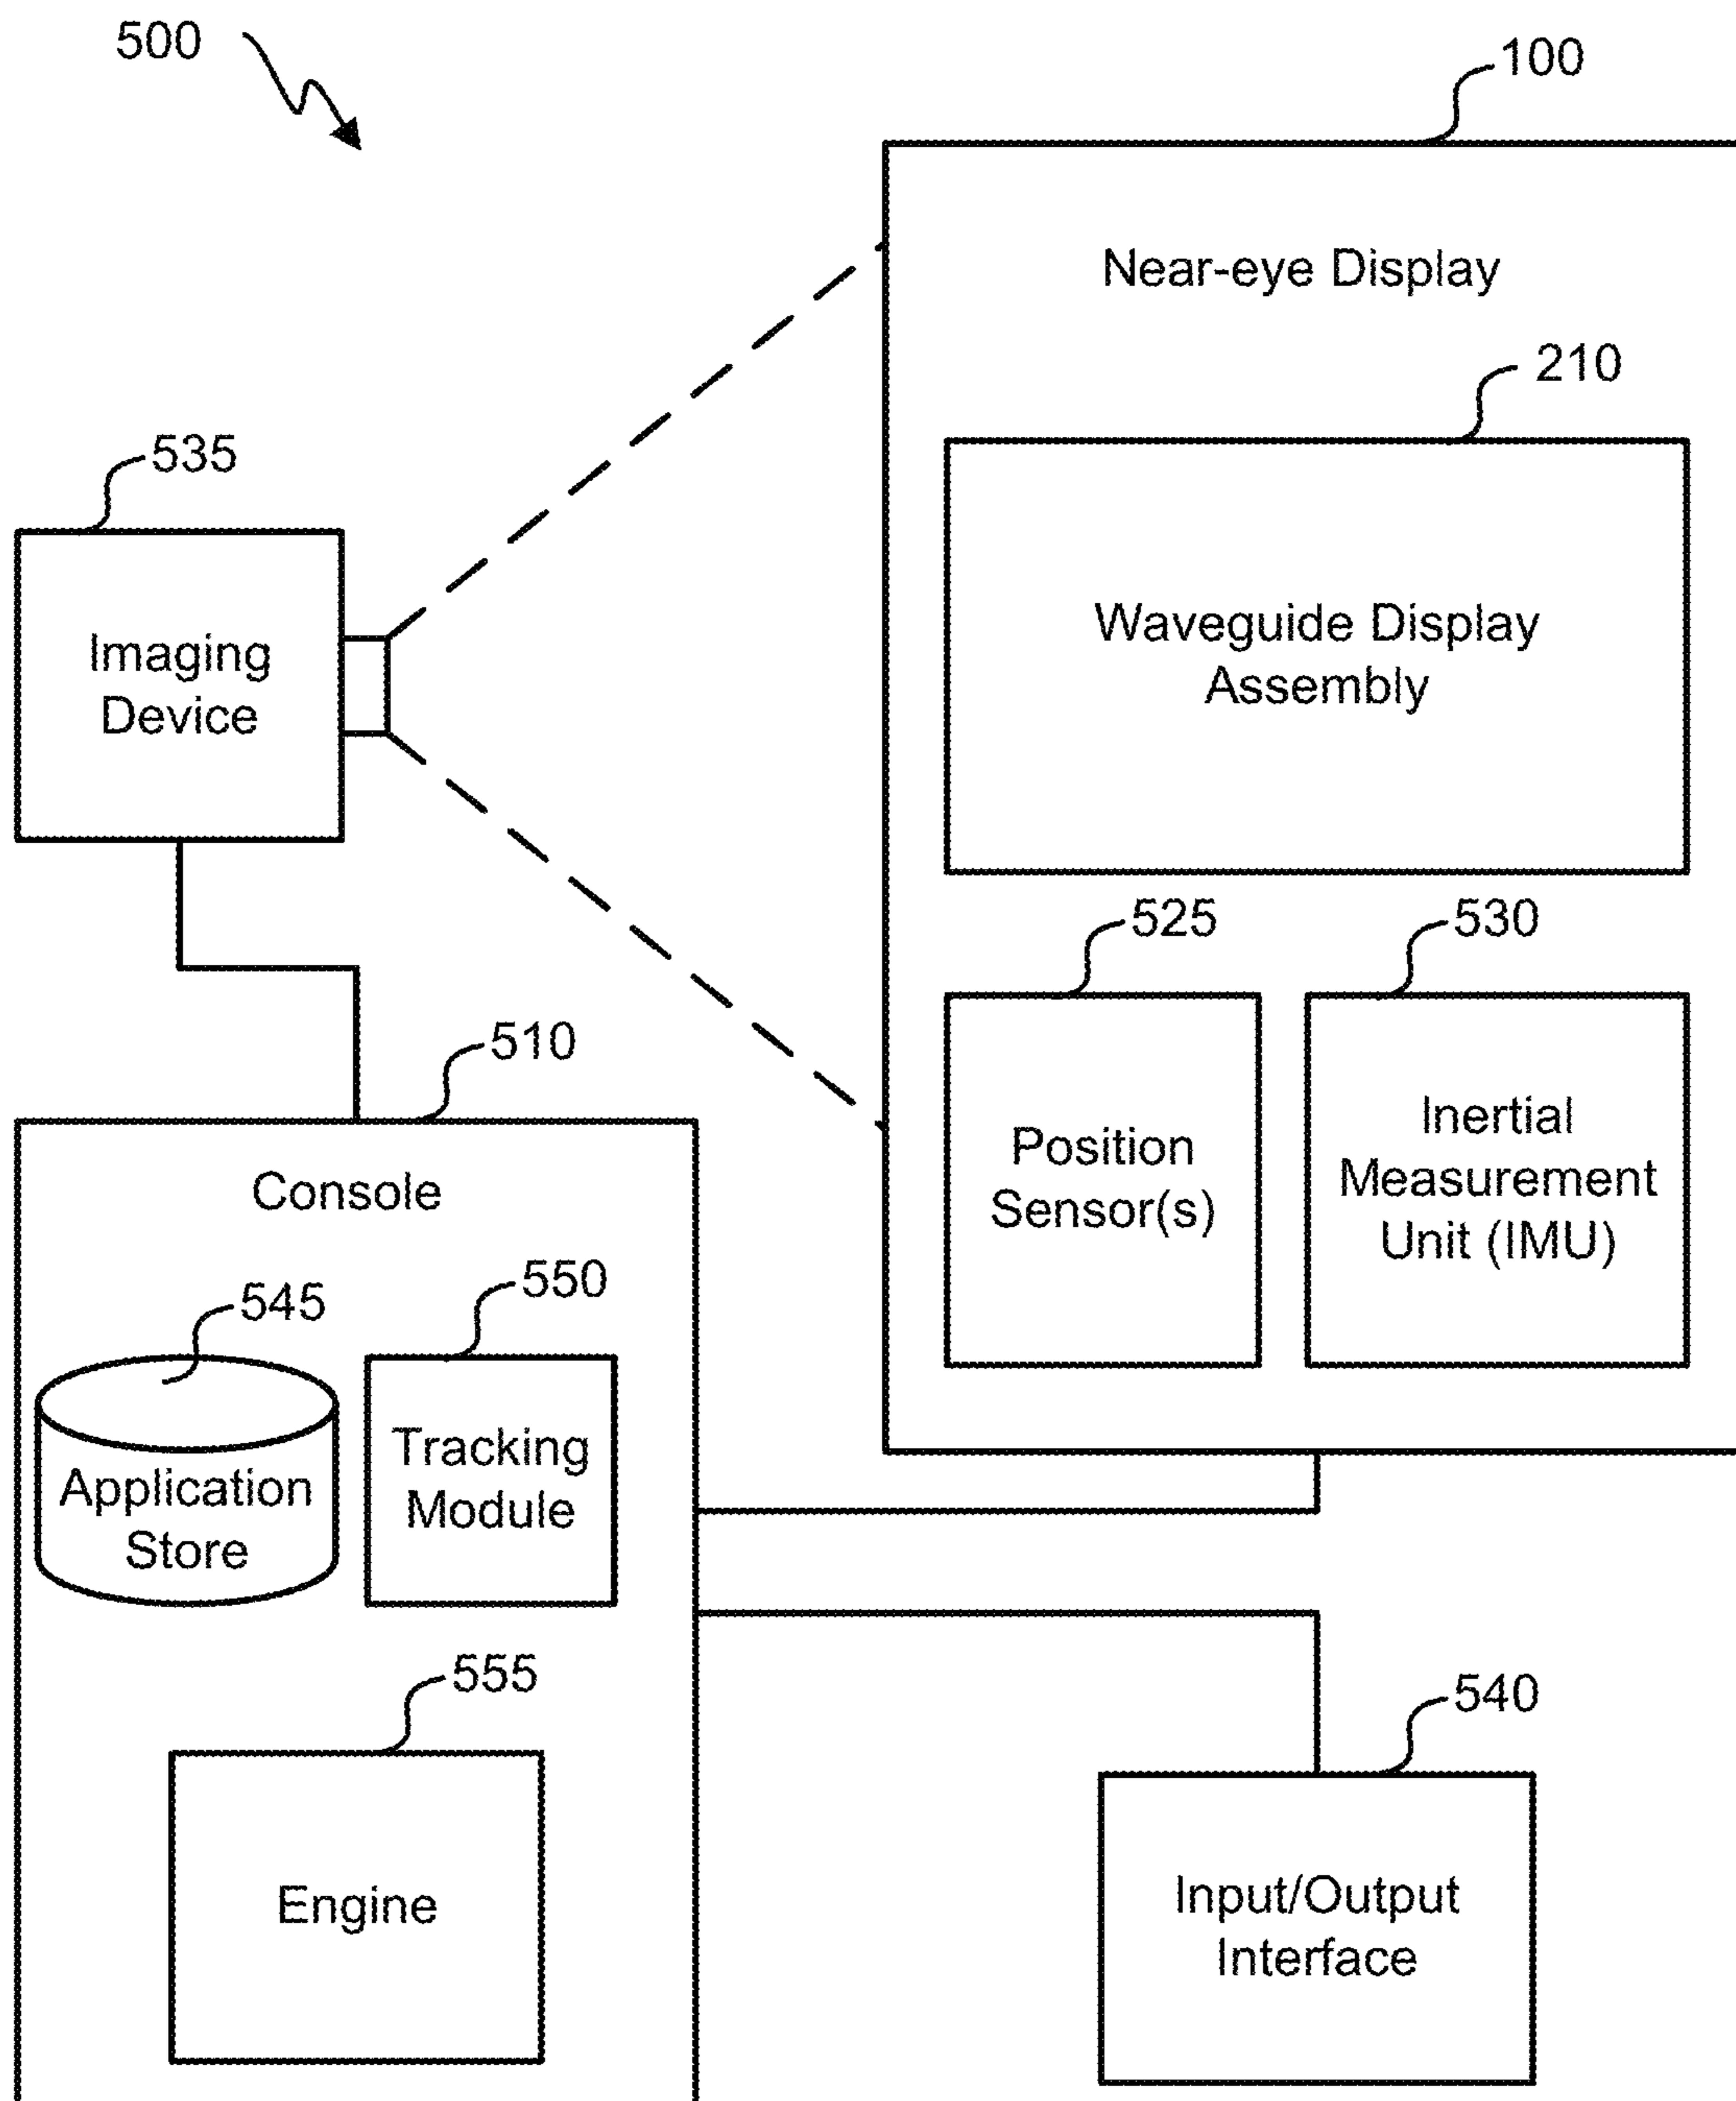 500
100
Near-eye Display
210
535
Waveguide Display
Assembly
Imaging
Device
525
530
510
Position
Sensor(s)
Inertial
Measurement
Unit (IMU)
Console
545
550
Application
Store
Tracking
Module
555
540
Engine
Input/Output
Interface